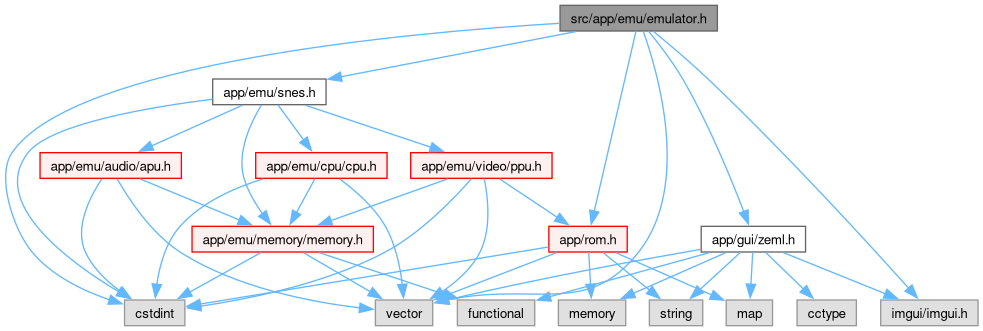 src/app/emu/emulator.h
app/emu/snes.h
app/emu/audio/apu.h
app/emu/cpu/cpu.h
app/emu/video/ppu.h
app/emu/memory/memory.h
app/rom.h
app/gui/zeml.h
cstdint
vector
functional
memory
string
map
cctype
imgui/imgui.h